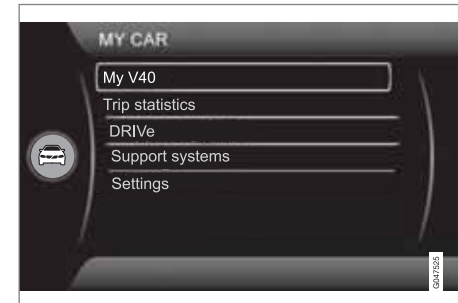 MY CAR
My V40
Trip statistics
DRIVe
Support systems
Settings
G047525